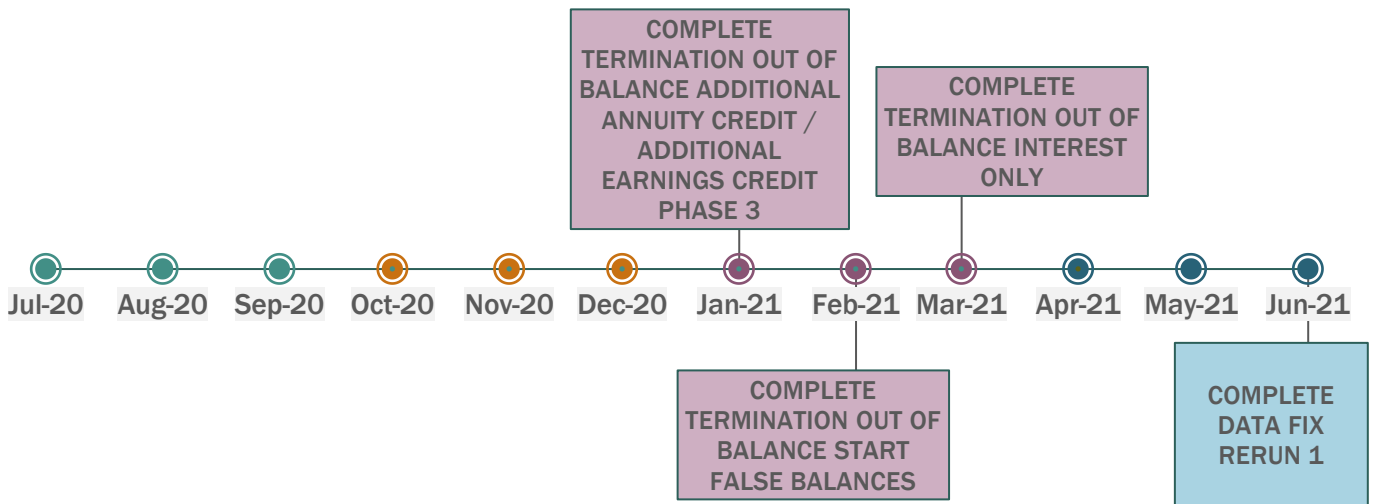 COMPLETE
TERMINATION OUT OF
BALANCE ADDITIONAL
ANNUITY CREDIT /
ADDITIONAL
EARNINGS CREDIT
PHASE 3
COMPLETE
TERMINATION OUT OF
BALANCE INTEREST
ONLY
Jul-20 Aug-20 Sep-20 Oct-20 Nov-20 Dec-20 Jan-21 Feb-21 Mar-21 Apr-21 May-21 Jun-21
COMPLETE
TERMINATION OUT OF
BALANCE START
FALSE BALANCES
COMPLETE
DATA FIX
RERUN 1